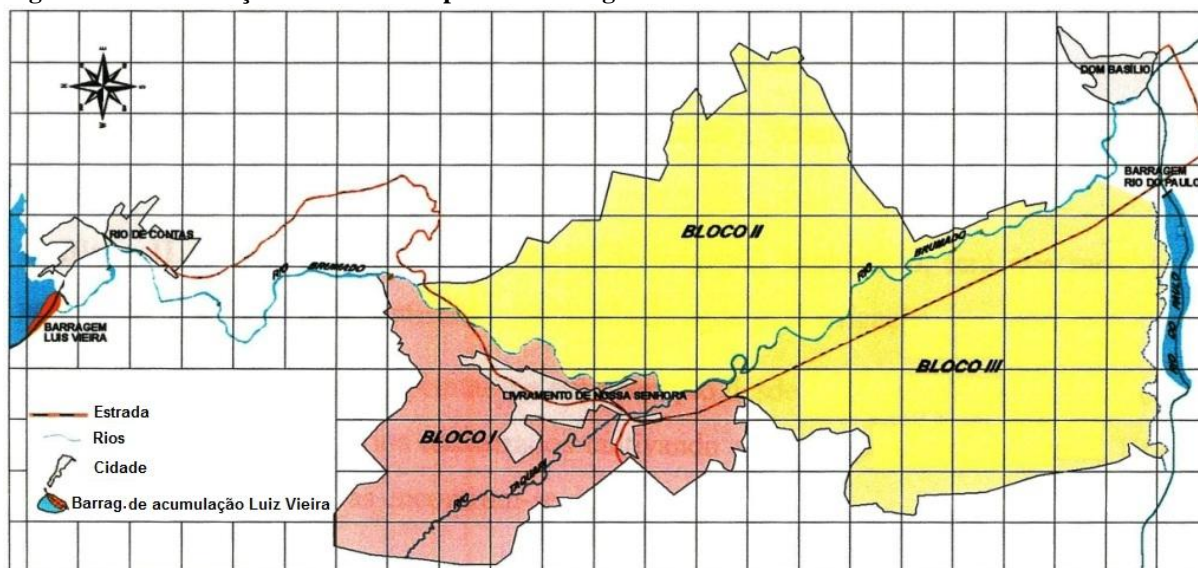 DOM BASÍLIO
BARRAGEM
RIO DO PAULO
RIO DE CONTAS
BLOCO II
RIO BRUMADO
RIO BRUMADO
BARRAGEM
LUIS VIEIRA
RIO DO PAULO
BLOCO III
LIVRAMENTO DE NOSSA SENHORA
BLOCO I
RIO TAQUARI
Estrada
Rios
Cidade
Barrag.de acumulação Luiz Vieira